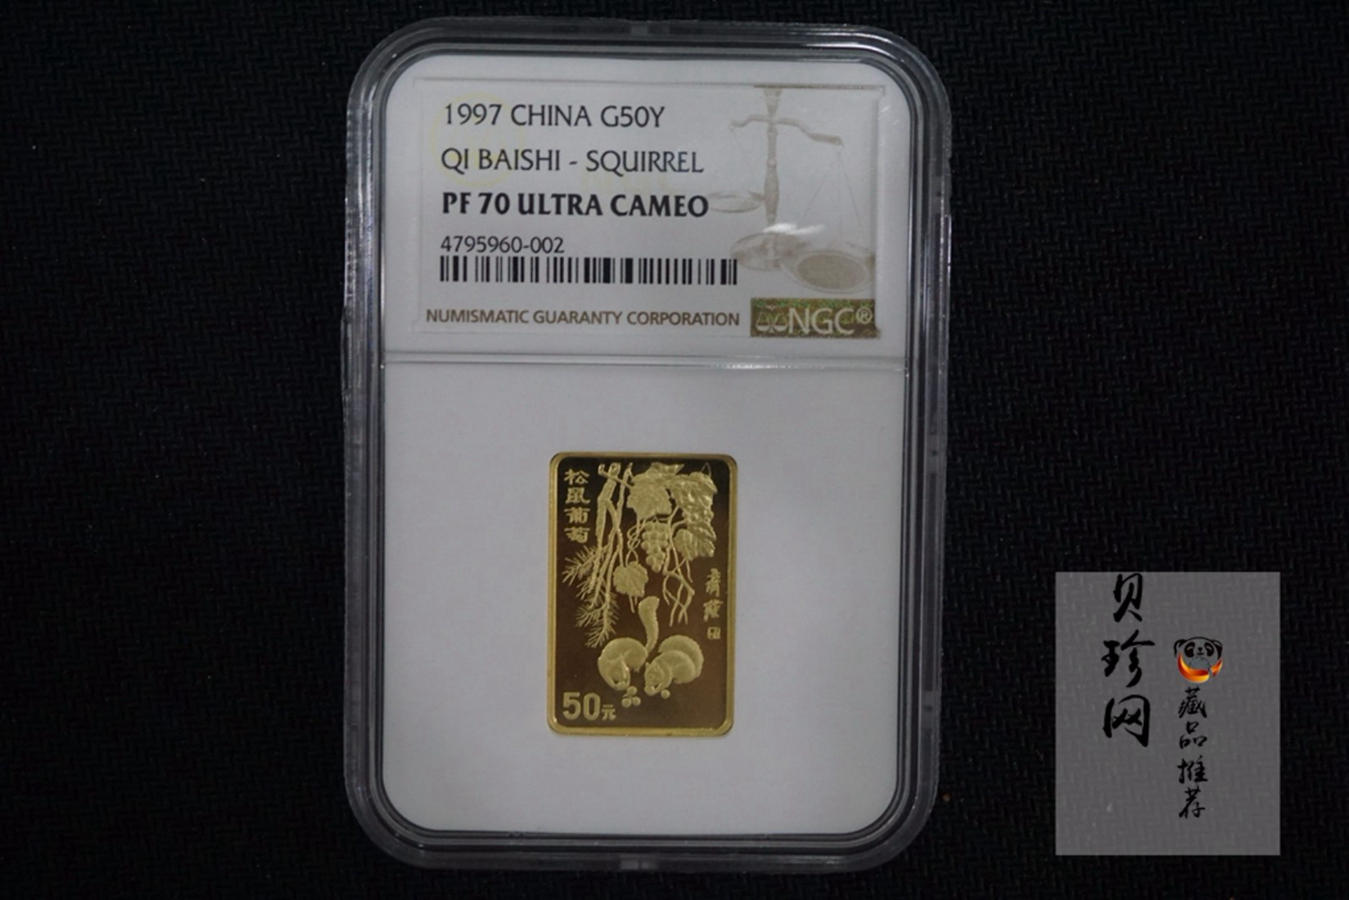 1997 CHINA G50Y
QI BAISHI - SQUIRREL
PF 70 ULTRA CAMEO
4795960-002
NUMISMATIC GUARANTY CORPORATION
NGC®
松鼠葡萄
50元
贝珍网
藏品推荐